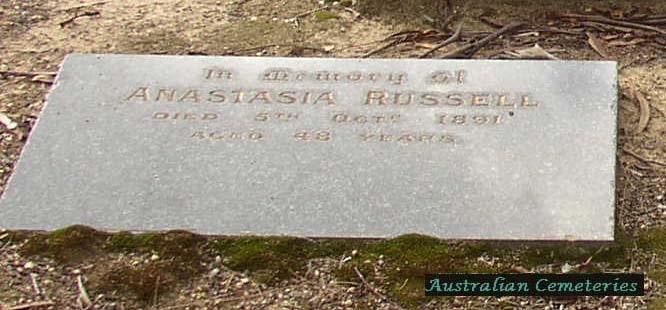 In Memory of
ANASTASIA RUSSELL
DIED 5TH OCTR 1891
AGED 48 YEARS
Australian Cemeteries